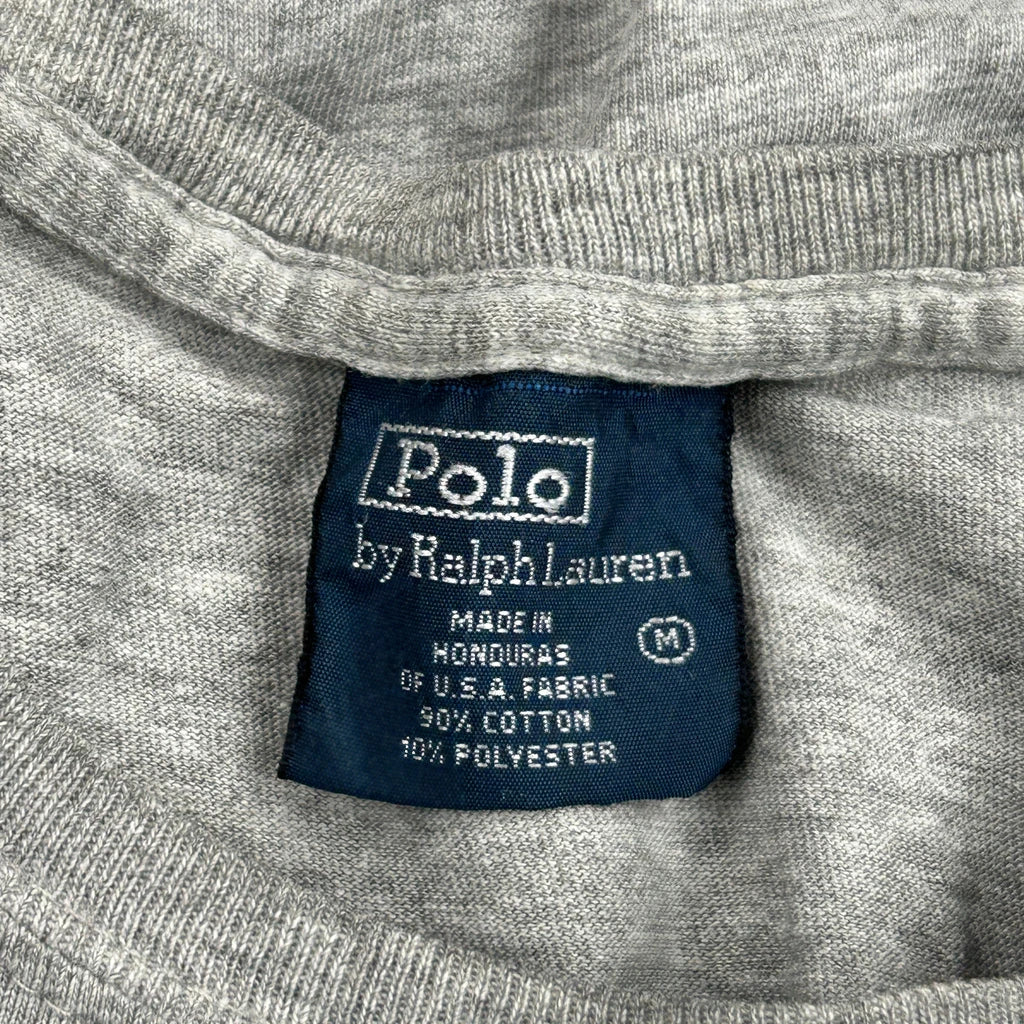 Polo
by Ralph Lauren
MADE IN
HONDURAS
OF U.S.A. FABRIC
90% COTTON
10% POLYESTER
M